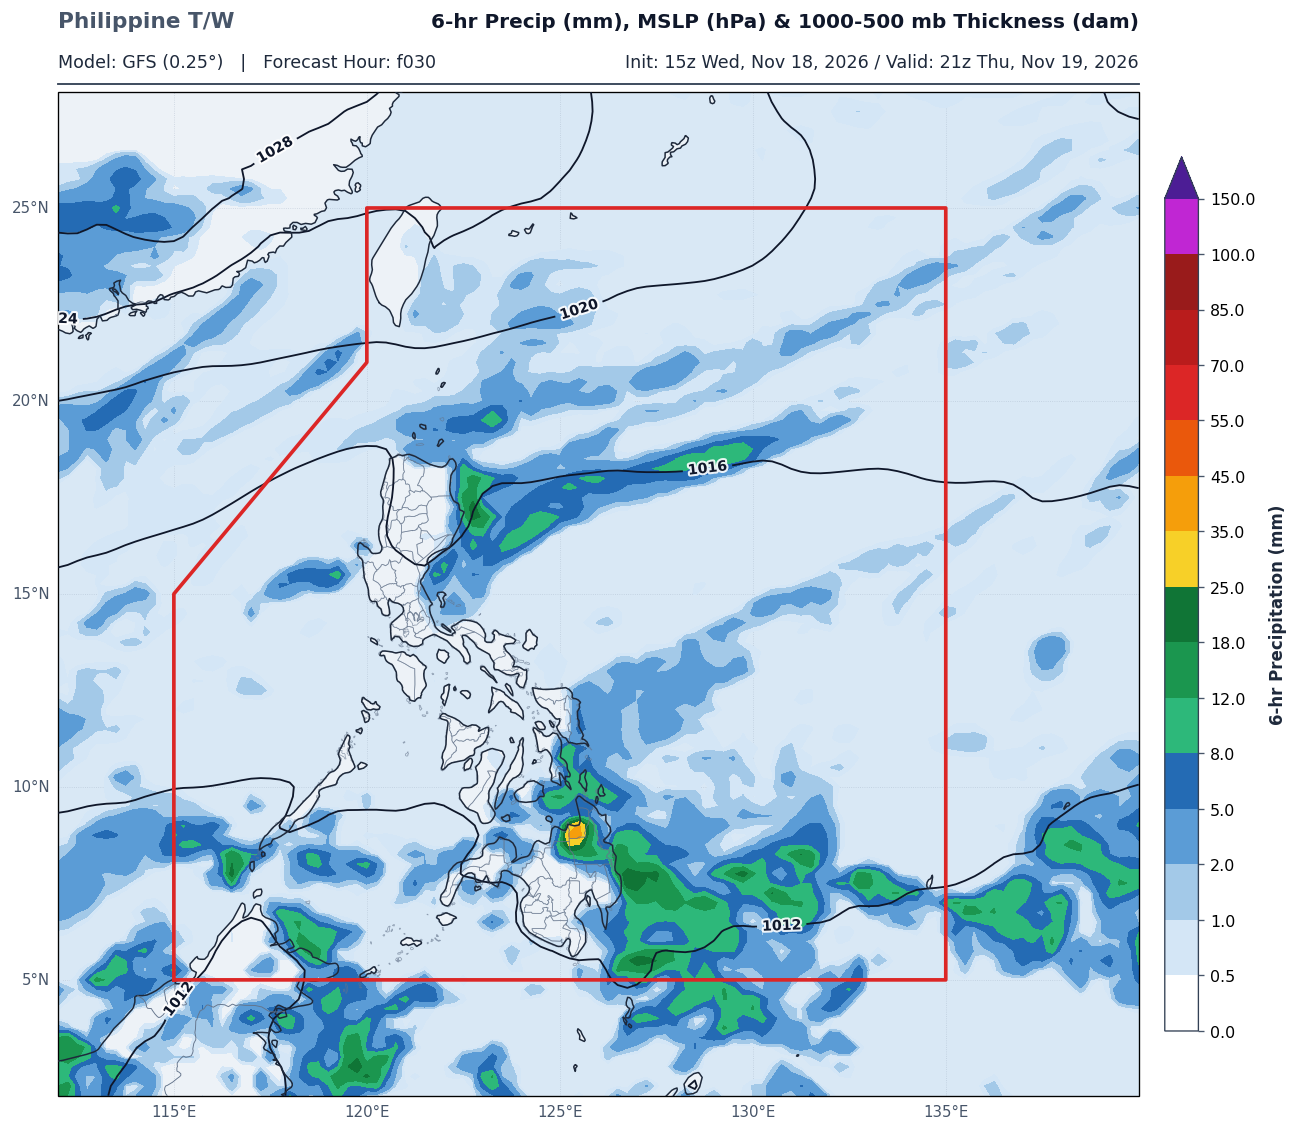 Philippine T/W
6-hr Precip (mm), MSLP (hPa) & 1000-500 mb Thickness (dam)
Model: GFS (0.25°) | Forecast Hour: f030
Init: 15z Wed, Nov 18, 2026 / Valid: 21z Thu, Nov 19, 2026
1028
24
1020
1016
1012
1012
25°N
20°N
15°N
10°N
5°N
115°E
120°E
125°E
130°E
135°E
150.0
100.0
85.0
70.0
55.0
45.0
35.0
25.0
18.0
12.0
8.0
5.0
2.0
1.0
0.5
0.0
6-hr Precipitation (mm)